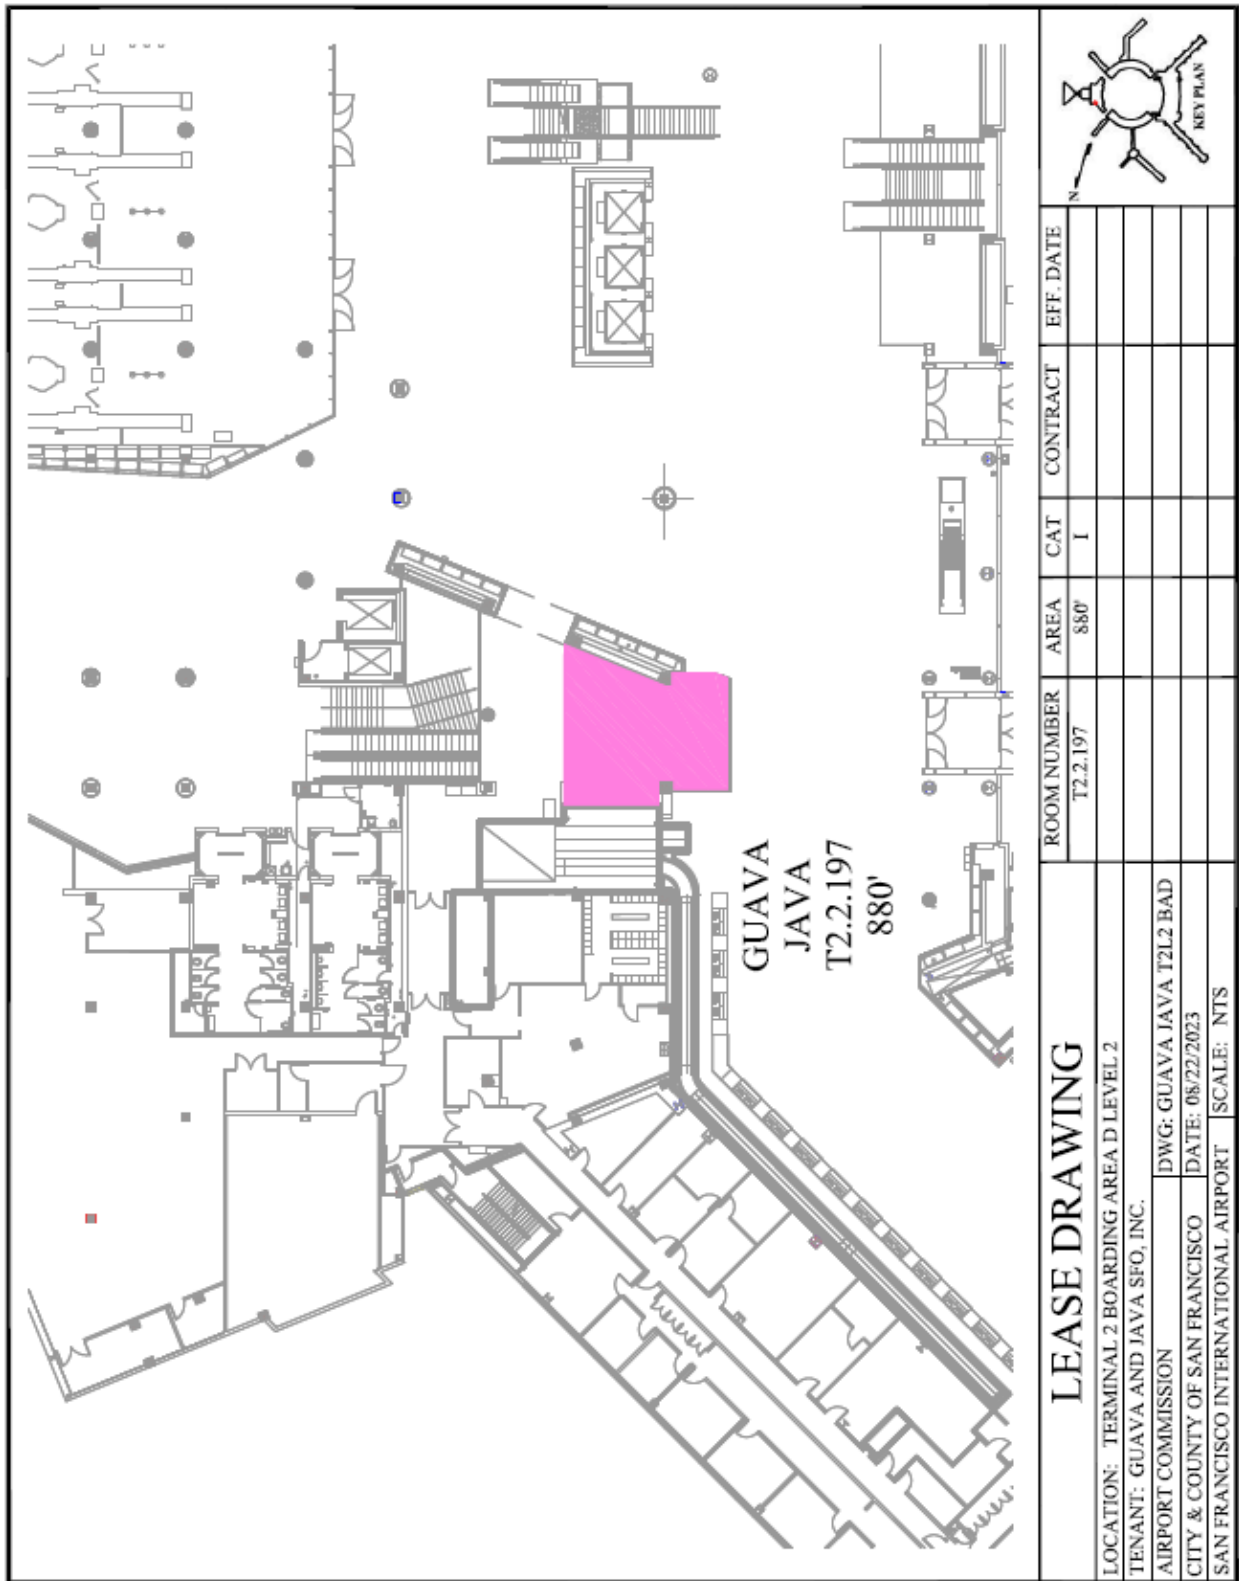 GUAVA
JAVA
T2.2.197
880'
LEASE DRAWING
LOCATION: TERMINAL 2 BOARDING AREA D LEVEL 2
TENANT: GUAVA AND JAVA SFO, INC.
AIRPORT COMMISSION
DWG: GUAVA JAVA T2L2 BAD
CITY & COUNTY OF SAN FRANCISCO
DATE: 08/22/2023
SAN FRANCISCO INTERNATIONAL AIRPORT
SCALE: NTS
ROOM NUMBER AREA CAT CONTRACT EFF. DATE
T2.2.197 880' I
N
KEY PLAN